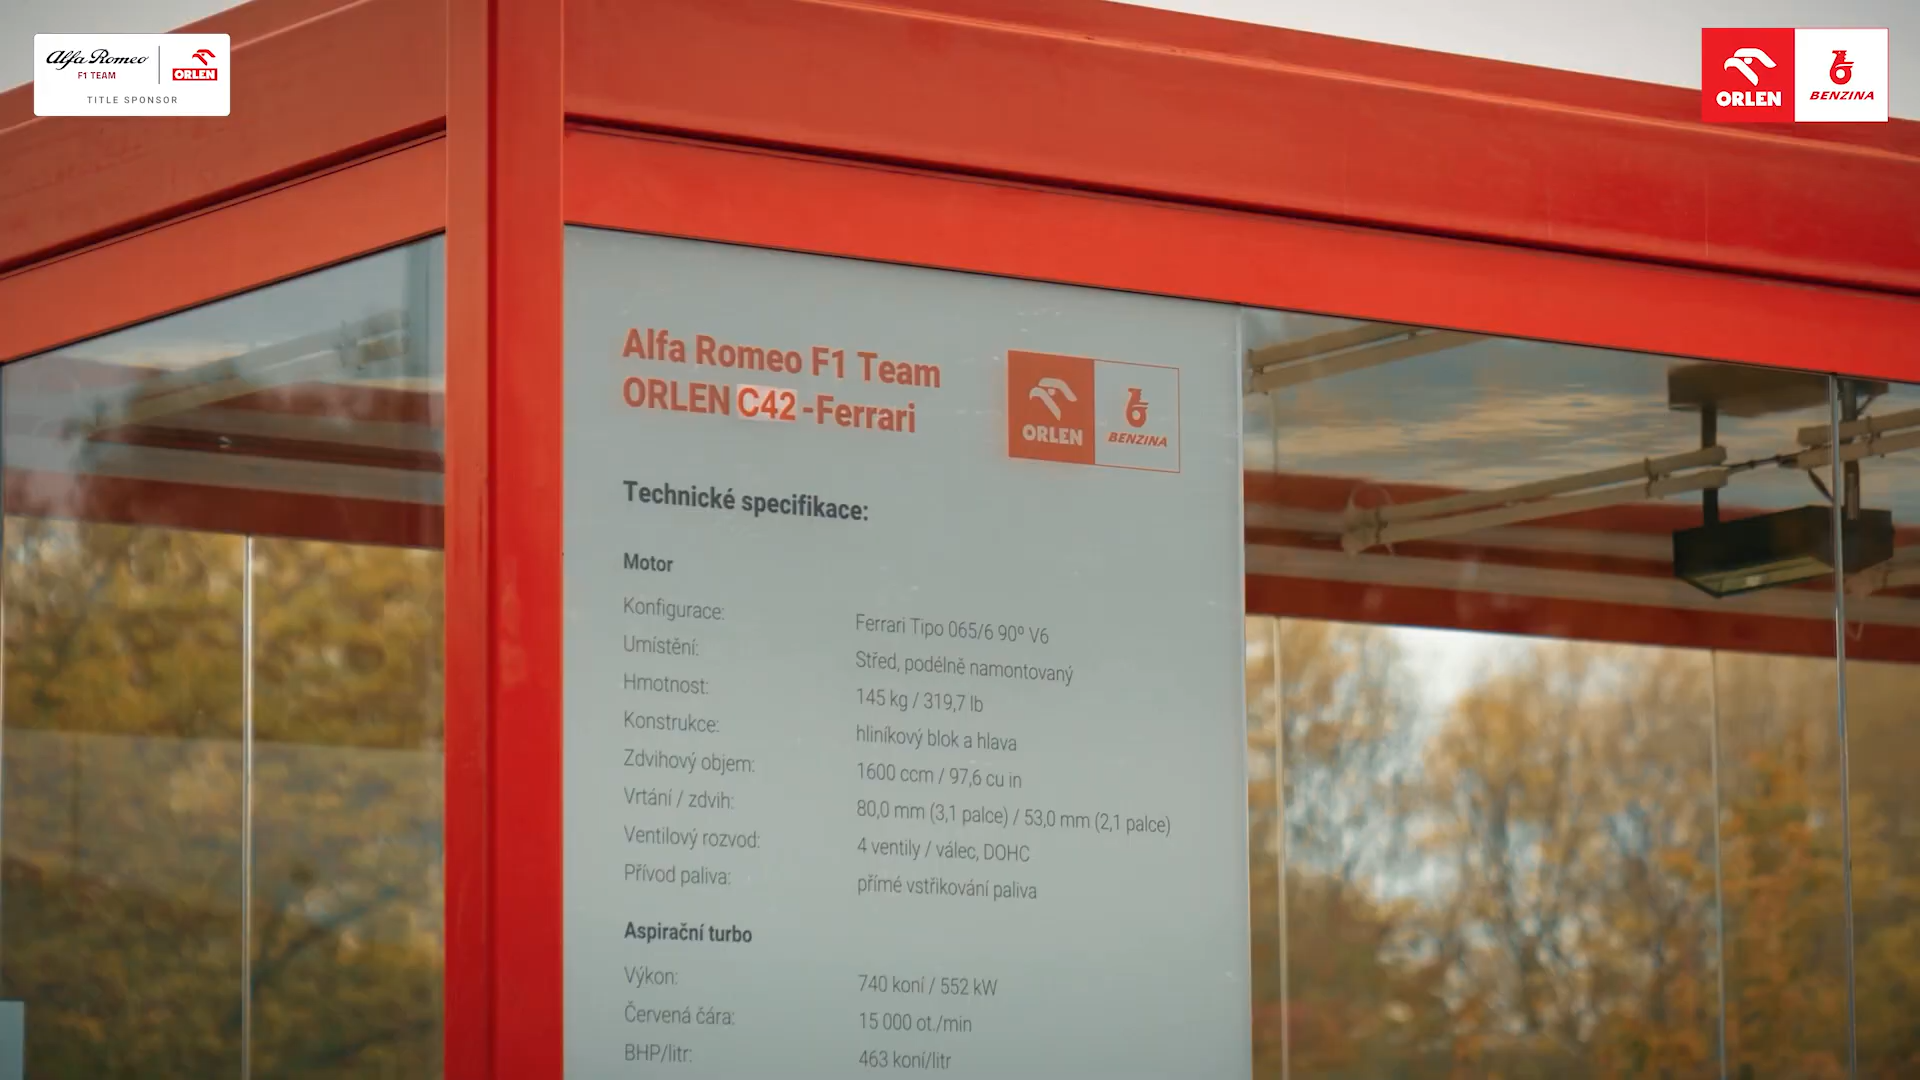 Alfa Romeo
F1 TEAM
ORLEN
TITLE SPONSOR
ORLEN
BENZINA
Alfa Romeo F1 Team
ORLEN C42 -Ferrari
ORLEN
BENZINA
Technické specifikace:
Motor
Konfigurace: Ferrari Tipo 065/6 90º V6
Umístění: Střed, podélně namontovaný
Hmotnost: 145 kg / 319,7 lb
Konstrukce: hliníkový blok a hlava
Zdvihový objem: 1600 ccm / 97,6 cu in
Vrtání / zdvih: 80,0 mm (3,1 palce) / 53,0 mm (2,1 palce)
Ventilový rozvod: 4 ventily / válec, DOHC
Přívod paliva: přímé vstřikování paliva
Aspirační turbo
Výkon: 740 koní / 552 kW
Červená čára: 15 000 ot./min
BHP/litr: 463 koní/litr